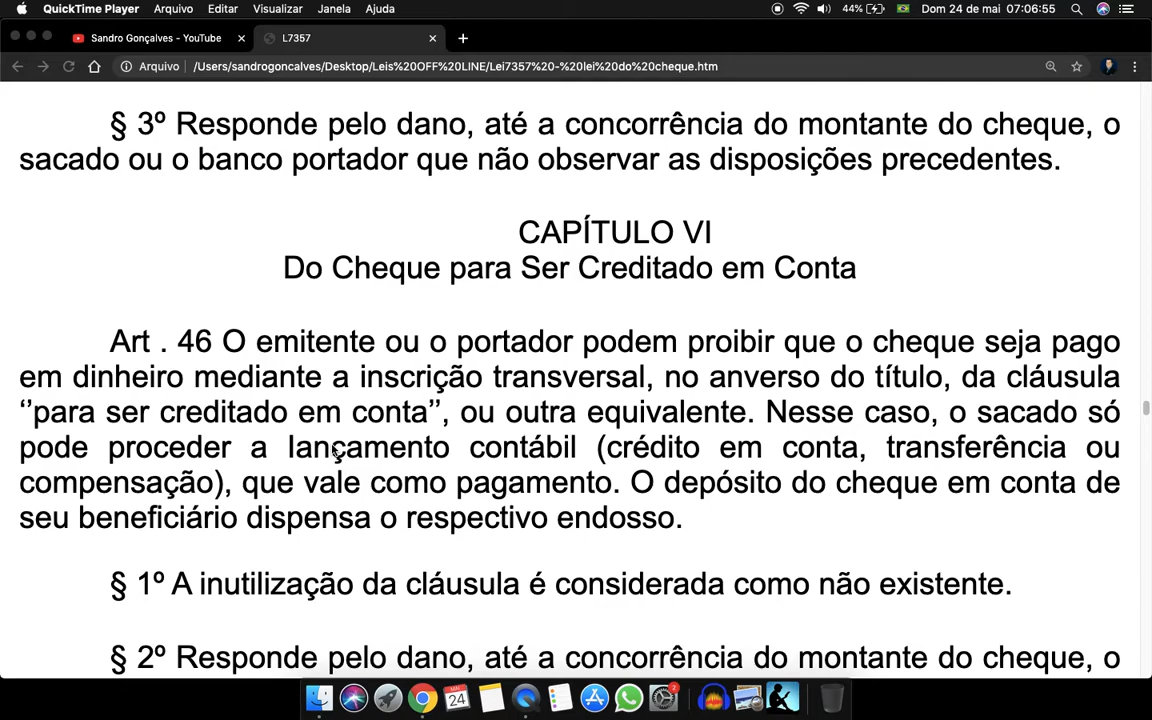 QuickTime Player Arquivo Editar Visualizar Janela Ajuda 44% Dom 24 de mai 07:06:55
Sandro Gonçalves - YouTube L7357
Arquivo /Users/sandrogoncalves/Desktop/Leis%20OFF%20LINE/Lei7357%20-%20lei%20do%20cheque.htm
§ 3º Responde pelo dano, até a concorrência do montante do cheque, o
sacado ou o banco portador que não observar as disposições precedentes.
CAPÍTULO VI
Do Cheque para Ser Creditado em Conta
Art . 46 O emitente ou o portador podem proibir que o cheque seja pago
em dinheiro mediante a inscrição transversal, no anverso do título, da cláusula
‘’para ser creditado em conta’’, ou outra equivalente. Nesse caso, o sacado só
pode proceder a lançamento contábil (crédito em conta, transferência ou
compensação), que vale como pagamento. O depósito do cheque em conta de
seu beneficiário dispensa o respectivo endosso.
§ 1º A inutilização da cláusula é considerada como não existente.
§ 2º Responde pelo dano, até a concorrência do montante do cheque, o
MAI
24
2